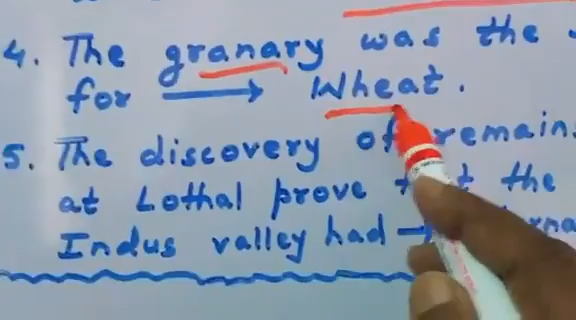 4. The granary was the
for → Wheat.
5. The discovery of remain
at Lothal prove the
Indus valley had →